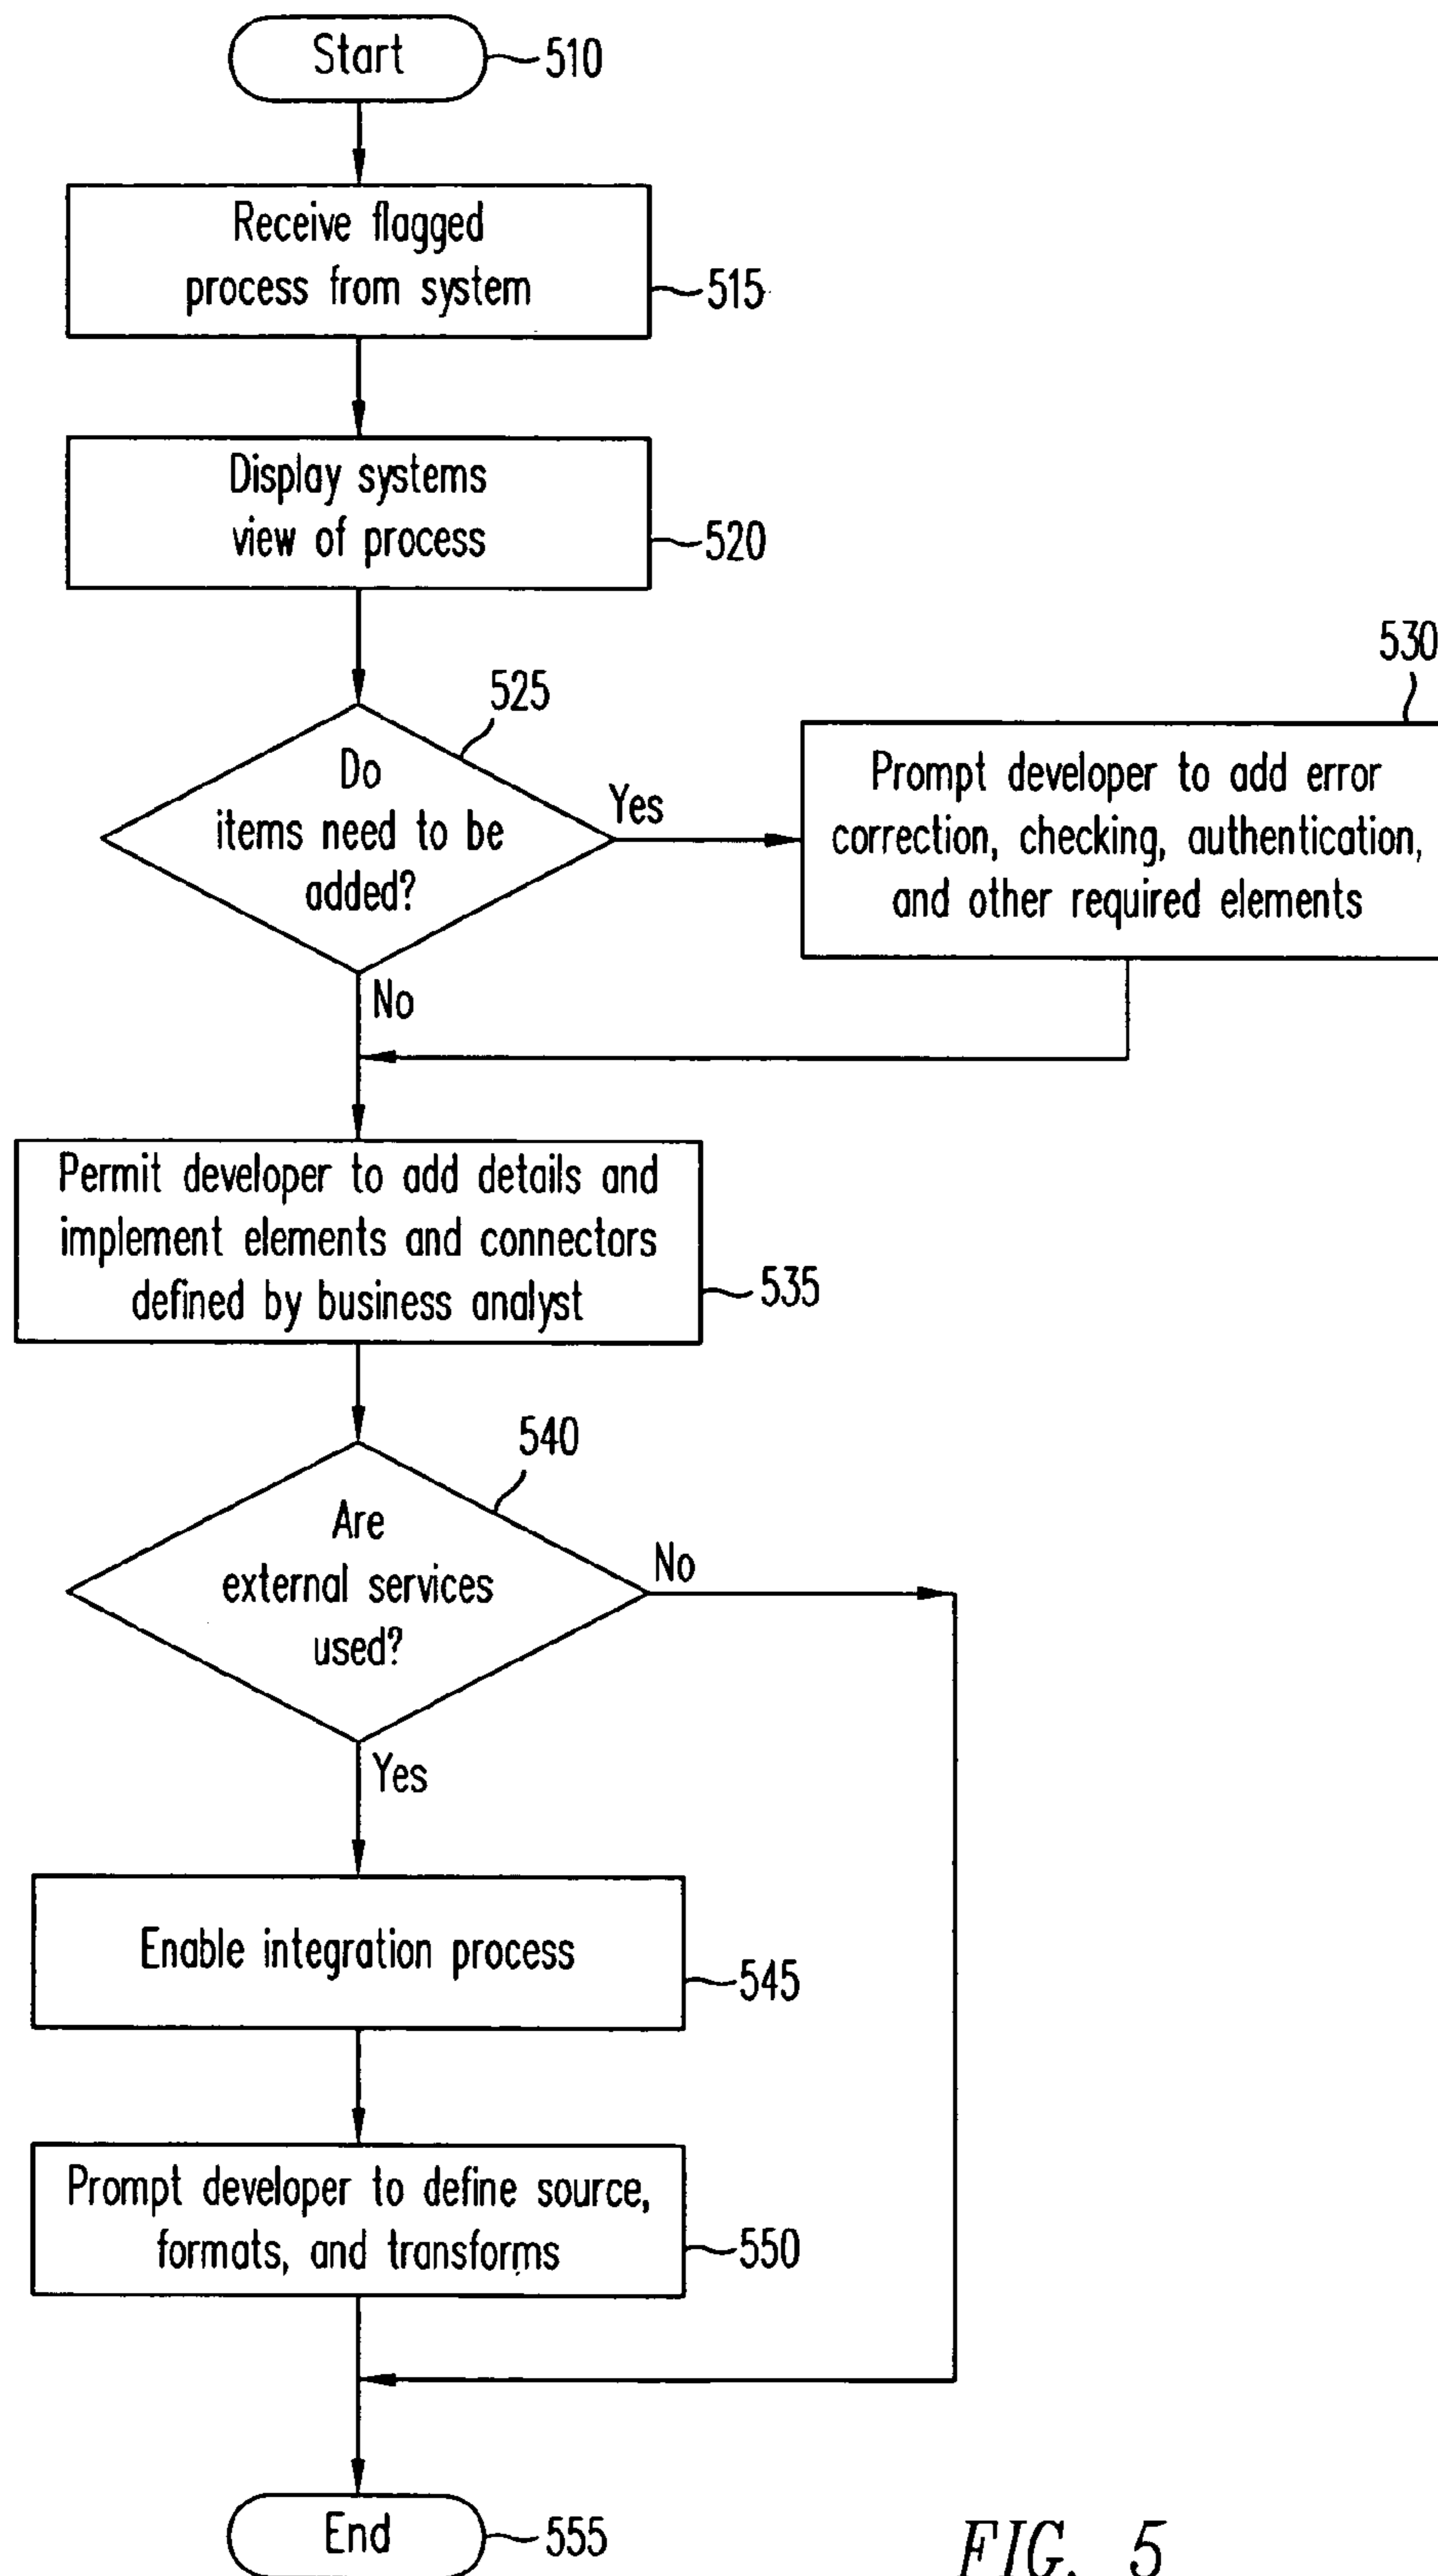 Start
510
Receive flagged
process from system
515
Display systems
view of process
520
525
Do
items need to be
added?
Yes
No
530
Prompt developer to add error
correction, checking, authentication,
and other required elements
Permit developer to add details and
implement elements and connectors
defined by business analyst
535
540
Are
external services
used?
No
Yes
Enable integration process
545
Prompt developer to define source,
formats, and transforms
550
End
555
FIG. 5